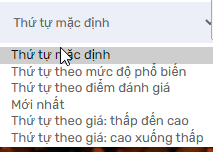 Thứ tự mặc định
Thứ tự mặc định
Thứ tự theo mức độ phổ biến
Thứ tự theo điểm đánh giá
Mới nhất
Thứ tự theo giá: thấp đến cao
Thứ tự theo giá: cao xuống thấp